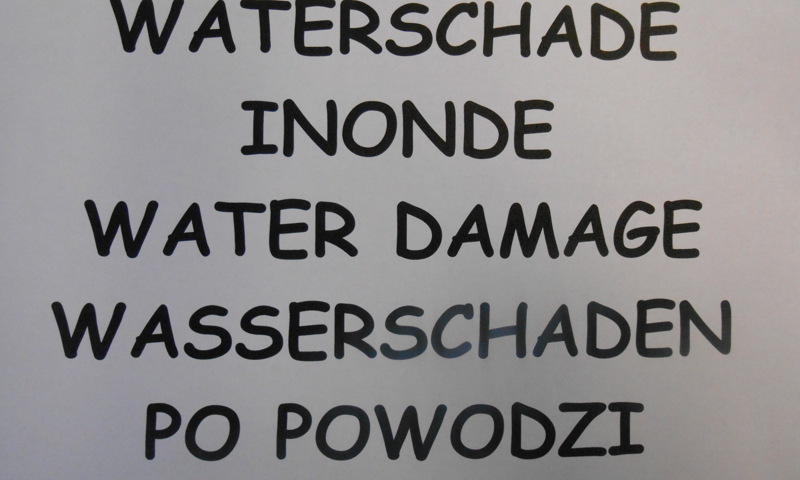 WATERSCHADE
INONDE
WATER DAMAGE
WASSERSCHADEN
PO POWODZI